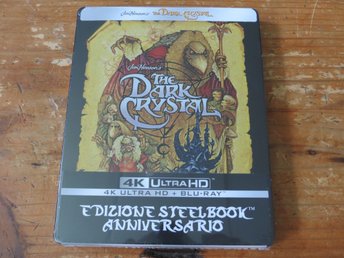 Jim Henson's THE DARK CRYSTAL
Jim Henson's
THE
DARK
CRYSTAL
4K ULTRA HD
4K ULTRA HD + BLU-RAY™
EDIZIONE STEELBOOK™
ANNIVERSARIO